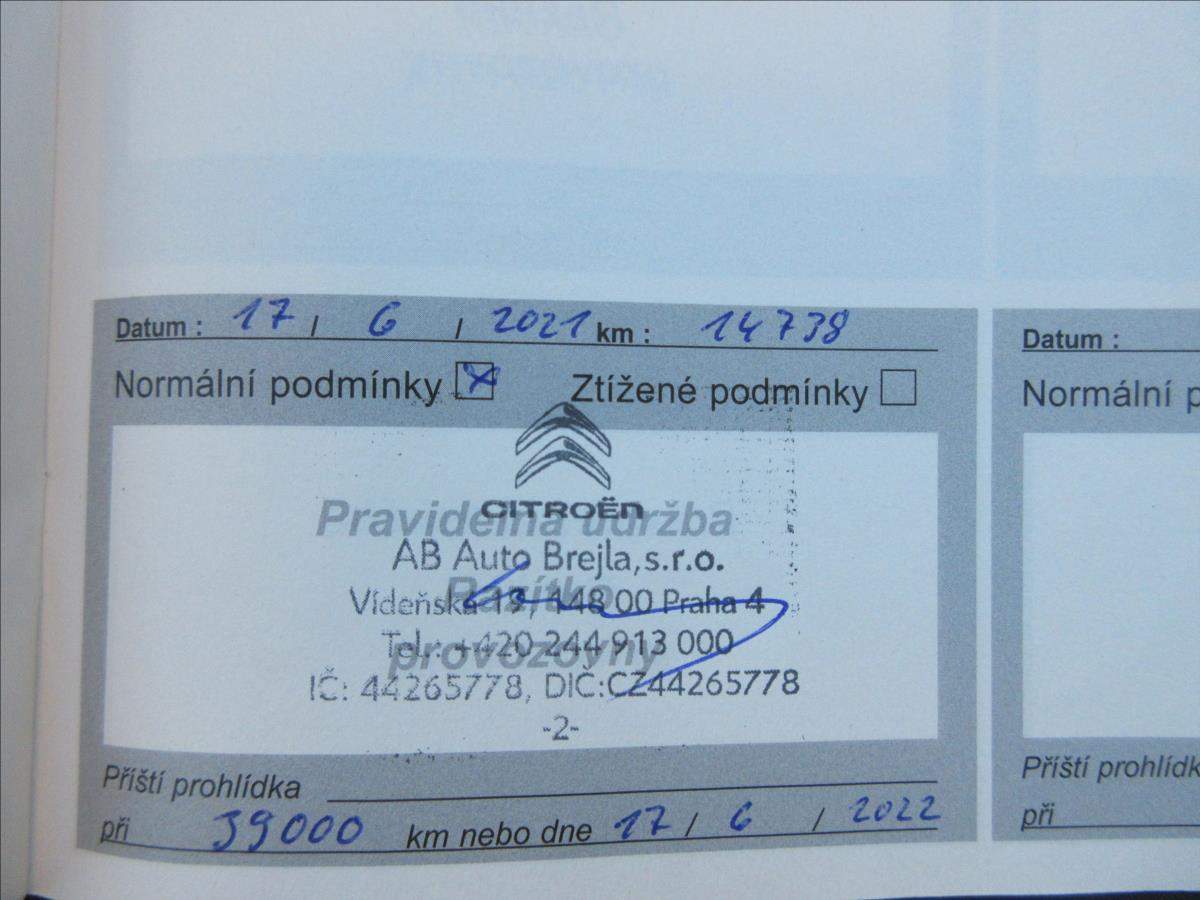 Datum : 17 / 6 / 2021 km : 14738
Normální podmínky Ztížené podmínky
CITROËN
Pravidelná údržba
AB Auto Brejla, s.r.o.
Razítko
Vídeňská 13, 148 00 Praha 4
Tel.: +420 244 913 000
provozovny
IČ: 44265778, DIČ:CZ44265778
-2-
Příští prohlídka
při 39000 km nebo dne 17 / 6 / 2022
Datum :
Normální
Příští
při